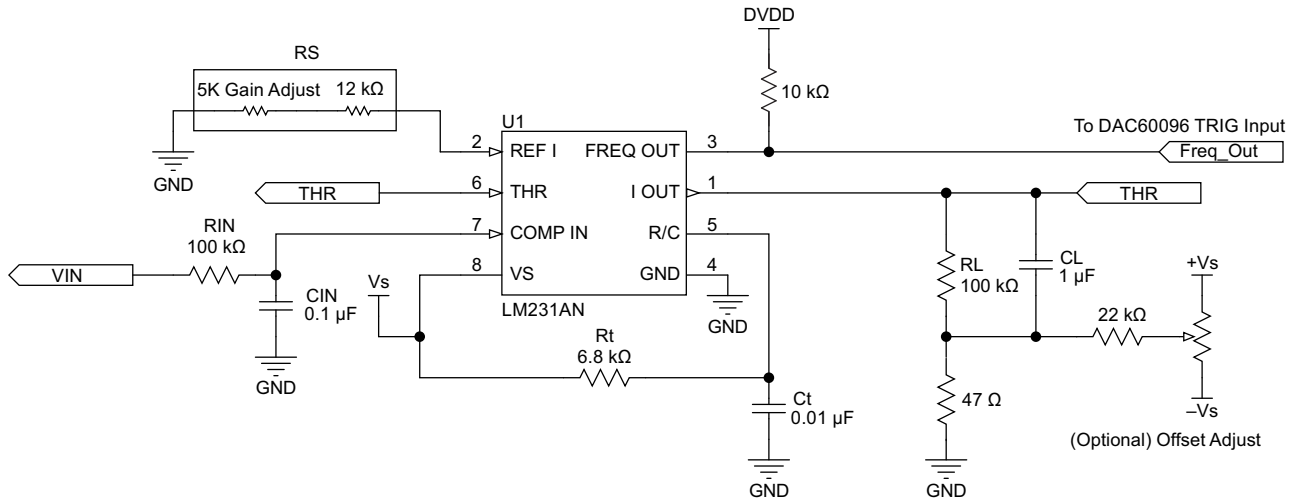 DVDD
RS
5K Gain Adjust 12 kΩ
10 kΩ
U1
To DAC60096 TRIG Input
2 REF I FREQ OUT 3
Freq_Out
GND
THR
6 THR I OUT 1
THR
RIN
100 kΩ
7 COMP IN R/C 5
VIN
8 VS GND 4
CIN
0.1 µF
Vs
RL
100 kΩ
CL
1 µF
+Vs
LM231AN
GND
22 kΩ
Rt
6.8 kΩ
GND
Ct
0.01 µF
47 Ω
–Vs
(Optional) Offset Adjust
GND
GND